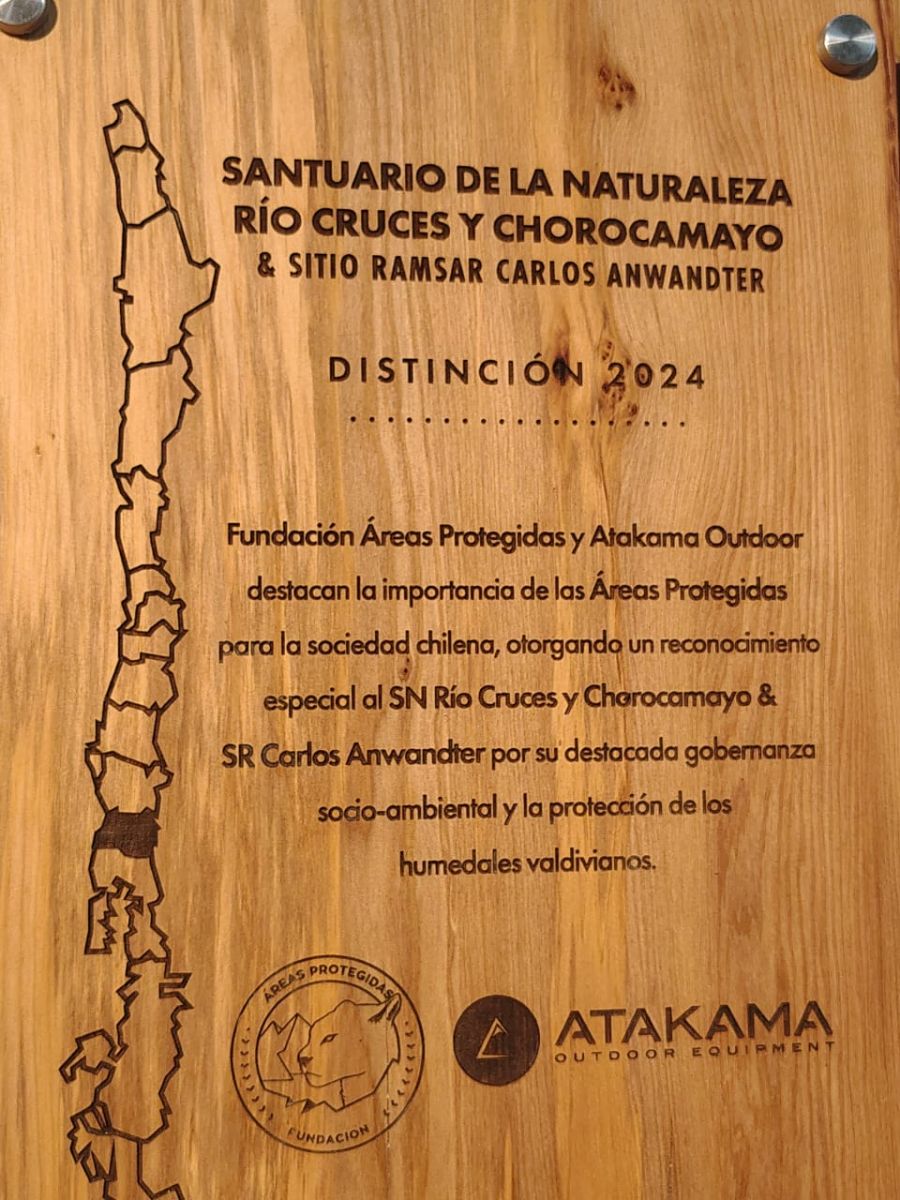 SANTUARIO DE LA NATURALEZA
RÍO CRUCES Y CHOROCAMAYO
& SITIO RAMSAR CARLOS ANWANDTER
DISTINCIÓN 2024
Fundación Áreas Protegidas y Atakama Outdoor
destacan la importancia de las Áreas Protegidas
para la sociedad chilena, otorgando un reconocimiento
especial al SN Río Cruces y Chorocamayo &
SR Carlos Anwandter por su destacada gobernanza
socio-ambiental y la protección de los
humedales valdivianos.
ÁREAS PROTEGIDAS
FUNDACION
ATAKAMA
OUTDOOR EQUIPMENT